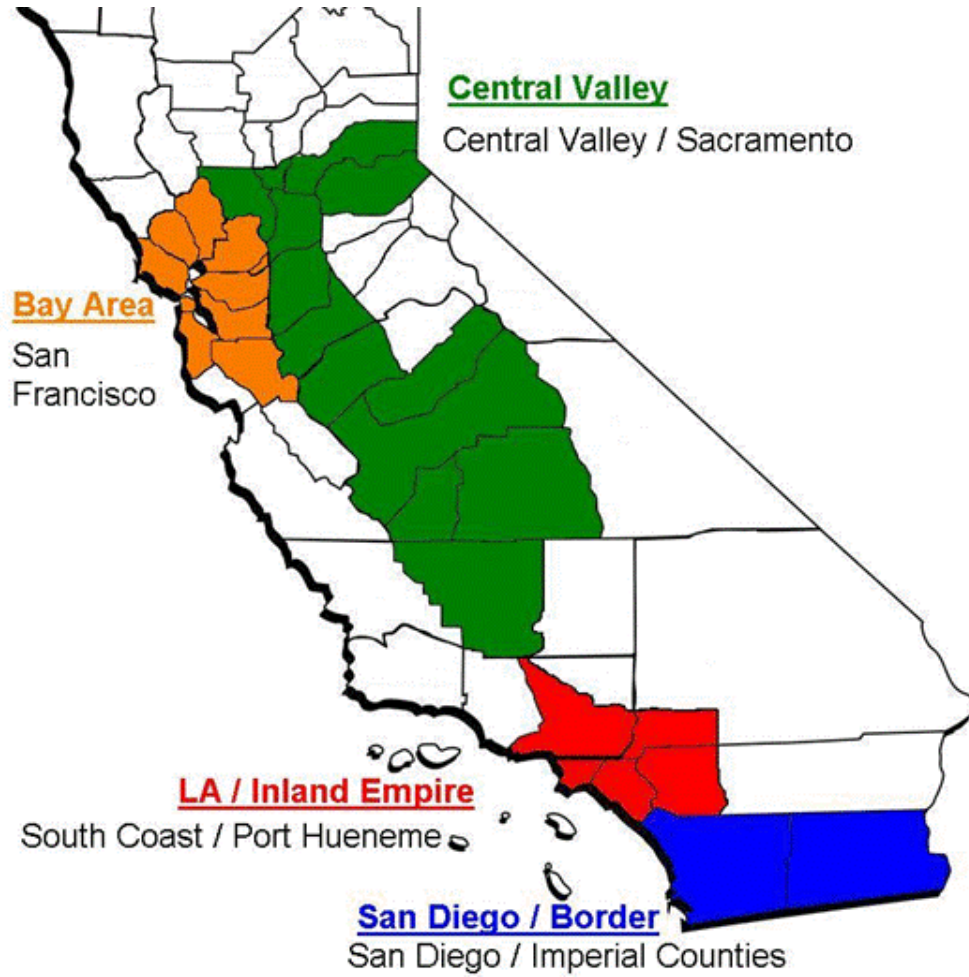 Central Valley
Central Valley / Sacramento
Bay Area
San
Francisco
LA / Inland Empire
South Coast / Port Hueneme
San Diego / Border
San Diego / Imperial Counties